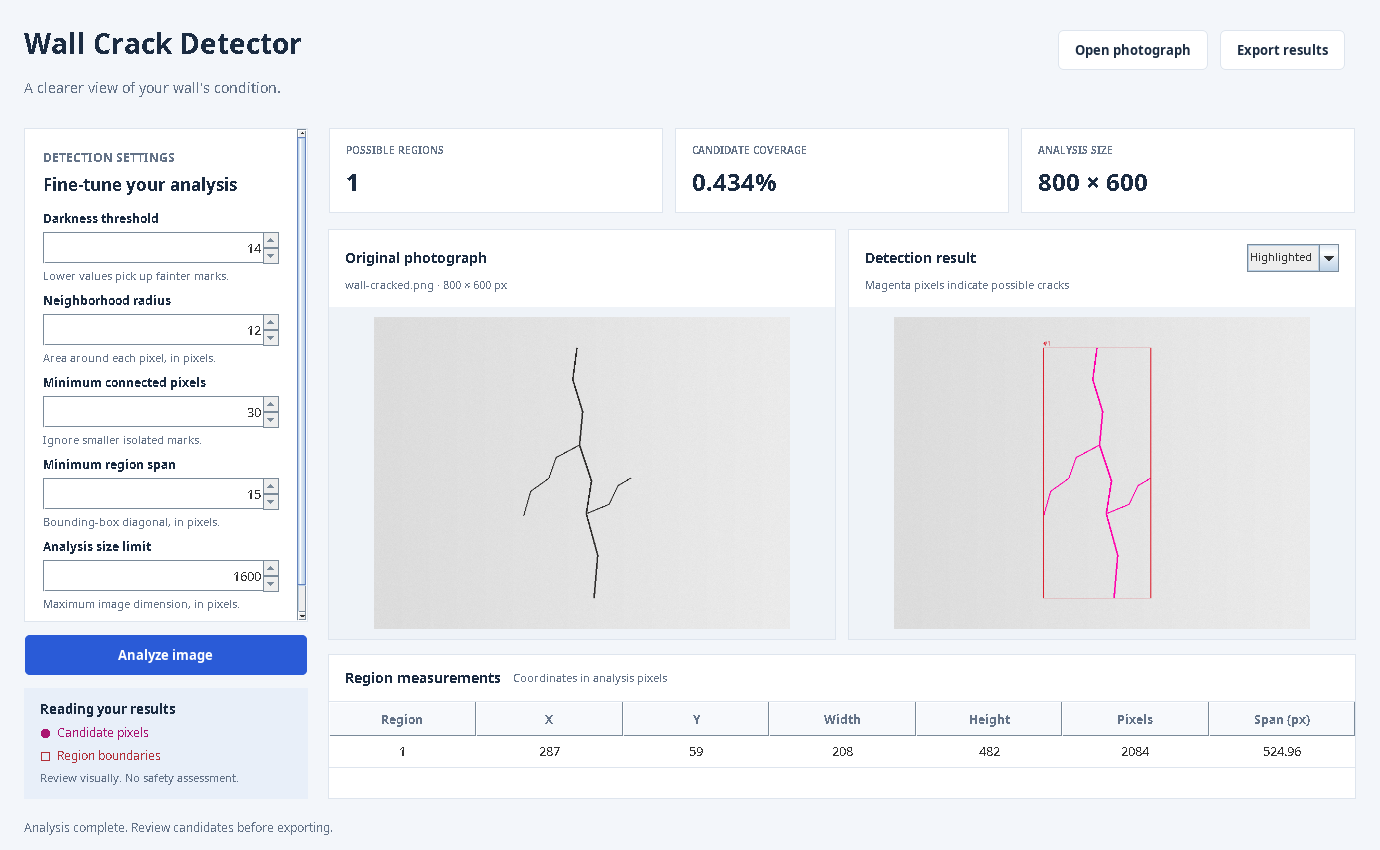 Wall Crack Detector
A clearer view of your wall's condition.
Open photograph
Export results
DETECTION SETTINGS
Fine-tune your analysis
Darkness threshold
14
Lower values pick up fainter marks.
Neighborhood radius
12
Area around each pixel, in pixels.
Minimum connected pixels
30
Ignore smaller isolated marks.
Minimum region span
15
Bounding-box diagonal, in pixels.
Analysis size limit
1600
Maximum image dimension, in pixels.
Analyze image
Reading your results
Candidate pixels
Region boundaries
Review visually. No safety assessment.
POSSIBLE REGIONS
1
CANDIDATE COVERAGE
0.434%
ANALYSIS SIZE
800 × 600
Original photograph
wall-cracked.png · 800 × 600 px
Detection result
Magenta pixels indicate possible cracks
Highlighted
#1
Region measurements Coordinates in analysis pixels
Region X Y Width Height Pixels Span (px)
1 287 59 208 482 2084 524.96
Analysis complete. Review candidates before exporting.